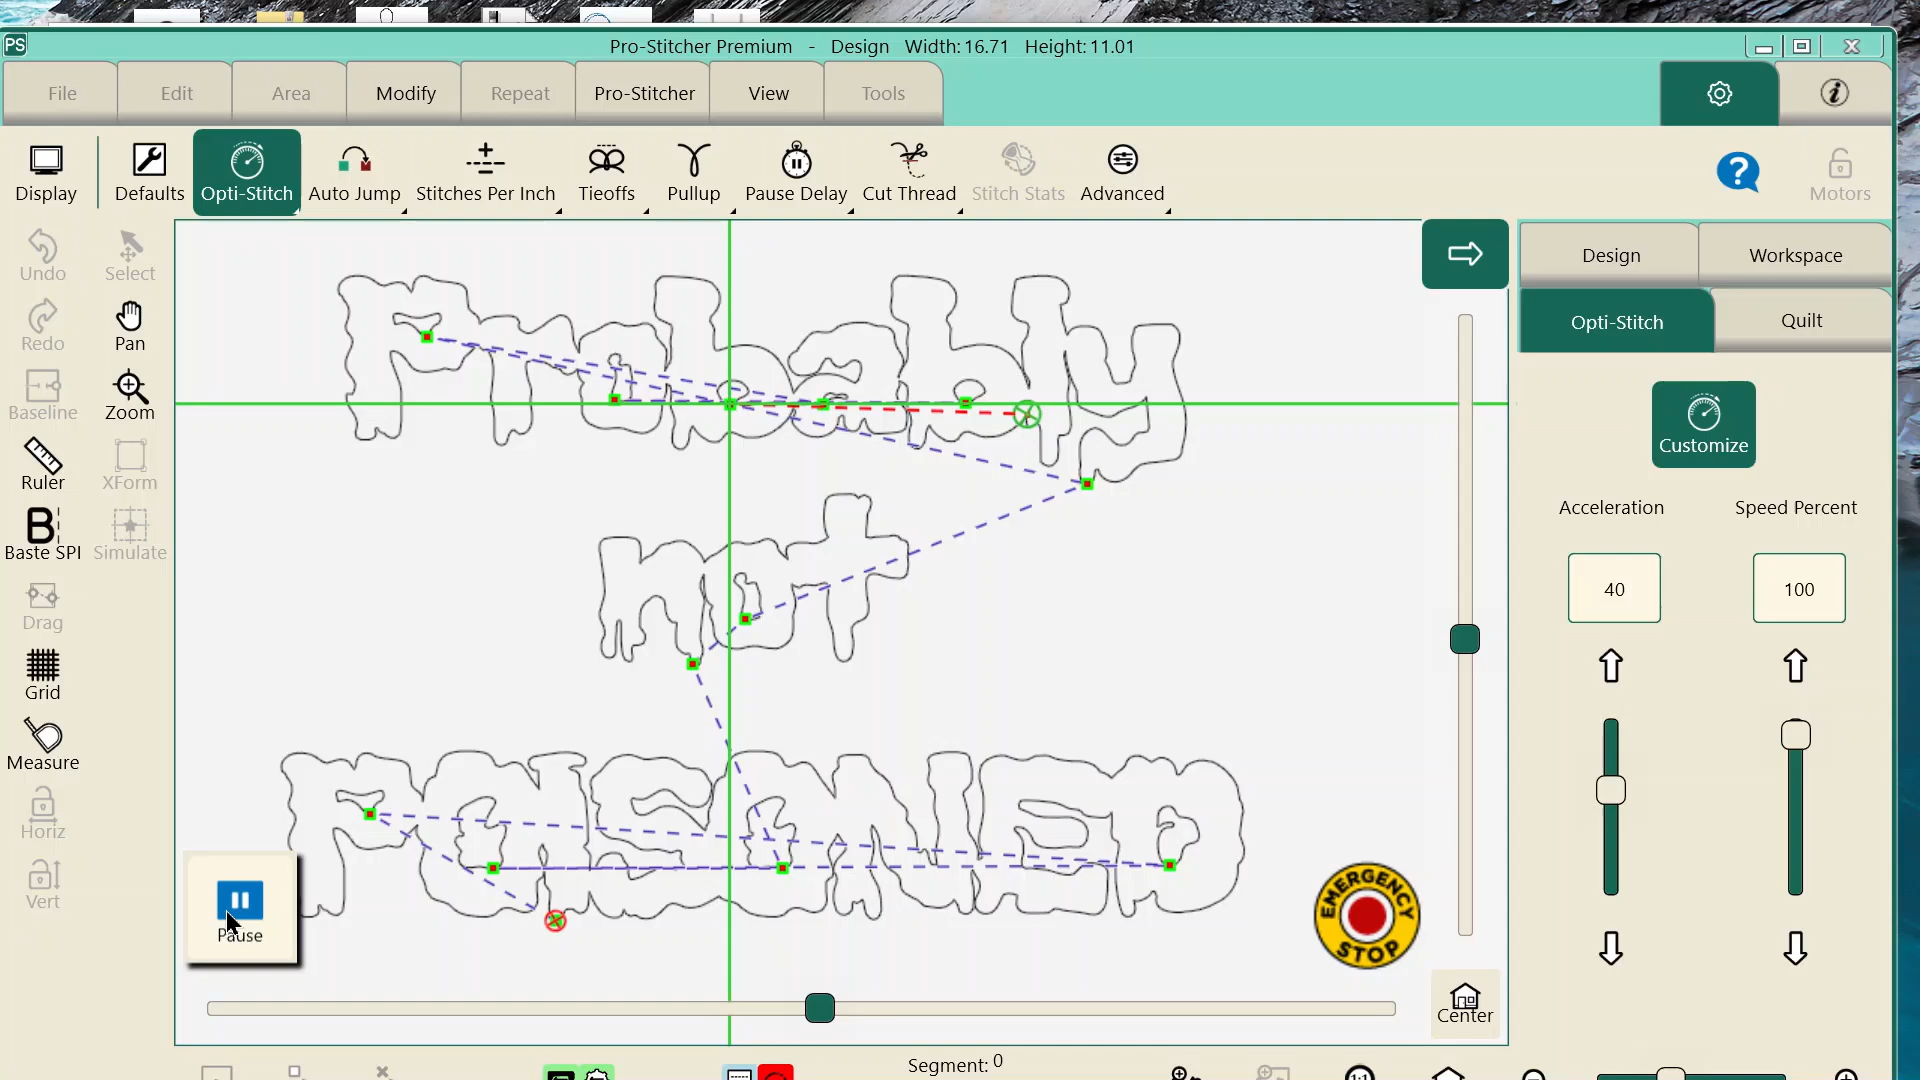 PS
Pro-Stitcher Premium - Design Width: 16.71 Height: 11.01
File Edit Area Modify Repeat Pro-Stitcher View Tools
Display Defaults Opti-Stitch Auto Jump Stitches Per Inch Tieoffs Pullup Pause Delay Cut Thread Stitch Stats Advanced Motors
Undo Select
Redo Pan
Baseline Zoom
Ruler XForm
Baste SPI Simulate
Drag
Grid
Measure
Horiz
Vert
Probably
not
Poisoned
Pause
EMERGENCY
STOP
Center
Segment: 0
1:1
Design Workspace
Opti-Stitch Quilt
Customize
Acceleration Speed Percent
40 100